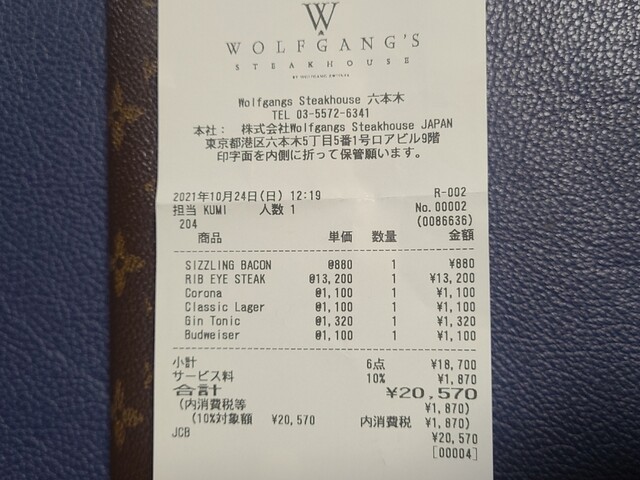 W
WOLFGANG'S
STEAKHOUSE
Wolfgangs Steakhouse 六本木
TEL 03-5572-6341
本社： 株式会社Wolfgangs Steakhouse JAPAN
東京都港区六本木5丁目5番1号ロアビル9階
印字面を内側に折って保管願います。
2021年10月24日(日) 12:19 R-002
担当 KUMI 人数 1 No.00002
204 (0086636)
商品 単価 数量 金額
SIZZLING BACON @880 1 ¥880
RIB EYE STEAK @13,200 1 ¥13,200
Corona @1,100 1 ¥1,100
Classic Lager @1,100 1 ¥1,100
Gin Tonic @1,320 1 ¥1,320
Budweiser @1,100 1 ¥1,100
小計 6点 ¥18,700
サービス料 10% ¥1,870
合計 ¥20,570
(内消費税等 ¥1,870)
(10%対象額 ¥20,570 内消費税 ¥1,870)
JCB ¥20,570
[00004]